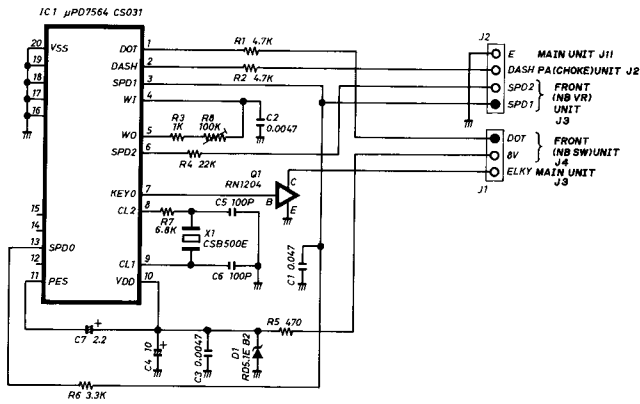 IC1 µPD7564 CS031
20 VSS
19
18
17
16
15
14
13 SPD0
12
11 PES
DOT 1
DASH 2
SPD1 3
WI 4
WO 5
SPD2 6
KEYO 7
CL2 8
CL1 9
VDD 10
R1 4.7K
R2 4.7K
R3
1K
R8
100K
C2
0.0047
R4 22K
Q1
RN1204
B
C
E
R7
6.8K
C5 100P
X1
CSB500E
C6 100P
C1 0.047
C7 2.2
+
C4 10
+
C3 0.0047
D1
RD5.1E B2
R5 470
R6 3.3K
J2
E MAIN UNIT J11
DASH PA(CHOKE)UNIT J2
SPD2
SPD1
FRONT
(NB VR)
UNIT
J3
DOT
8V
FRONT
(NB SW)UNIT
J4
ELKY MAIN UNIT
J3
J1